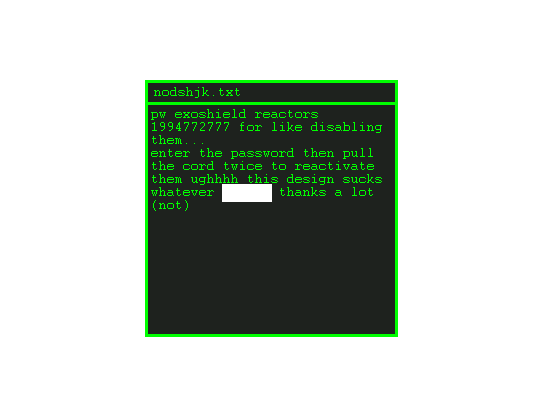 nodshjk.txt
pw exoshield reactors
1994772777 for like disabling
them...
enter the password then pull
the cord twice to reactivate
them ughhhh this design sucks
whatever thanks a lot
(not)